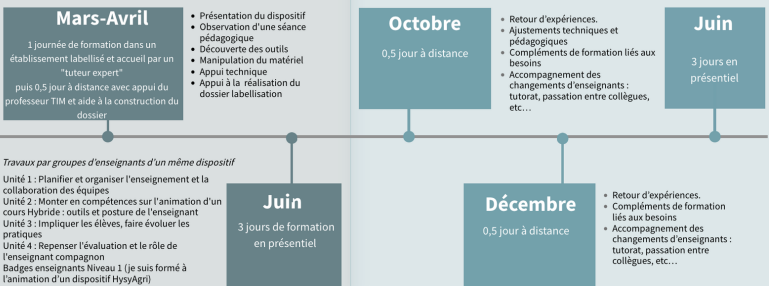 Mars-Avril
1 journée de formation dans un
établissement labellisé et accueil par un
"tuteur expert"
puis 0,5 jour à distance avec appui du
professeur TIM et aide à la construction du
dossier
Présentation du dispositif
Observation d'une séance
pédagogique
Découverte des outils
Manipulation du matériel
Appui technique
Appui à la réalisation du
dossier labellisation
Octobre
0,5 jour à distance
Retour d'expériences.
Ajustements techniques et
pédagogiques
Compléments de formation liés aux
besoins
Accompagnement des
changements d'enseignants :
tutorat, passation entre collègues,
etc…
Juin
3 jours en
présentiel
Travaux par groupes d'enseignants d'un même dispositif
Unité 1 : Planifier et organiser l'enseignement et la
collaboration des équipes
Unité 2 : Monter en compétences sur l'animation d'un
cours Hybride : outils et posture de l'enseignant
Unité 3 : Impliquer les élèves, faire évoluer les
pratiques
Unité 4 : Repenser l'évaluation et le rôle de
l'enseignant compagnon
Badges enseignants Niveau 1 (je suis formé à
l'animation d'un dispositif HysyAgri)
Juin
3 jours de formation
en présentiel
Décembre
0,5 jour à distance
Retour d'expériences.
Compléments de formation
liés aux besoins
Accompagnement des
changements d'enseignants :
tutorat, passation entre
collègues, etc…